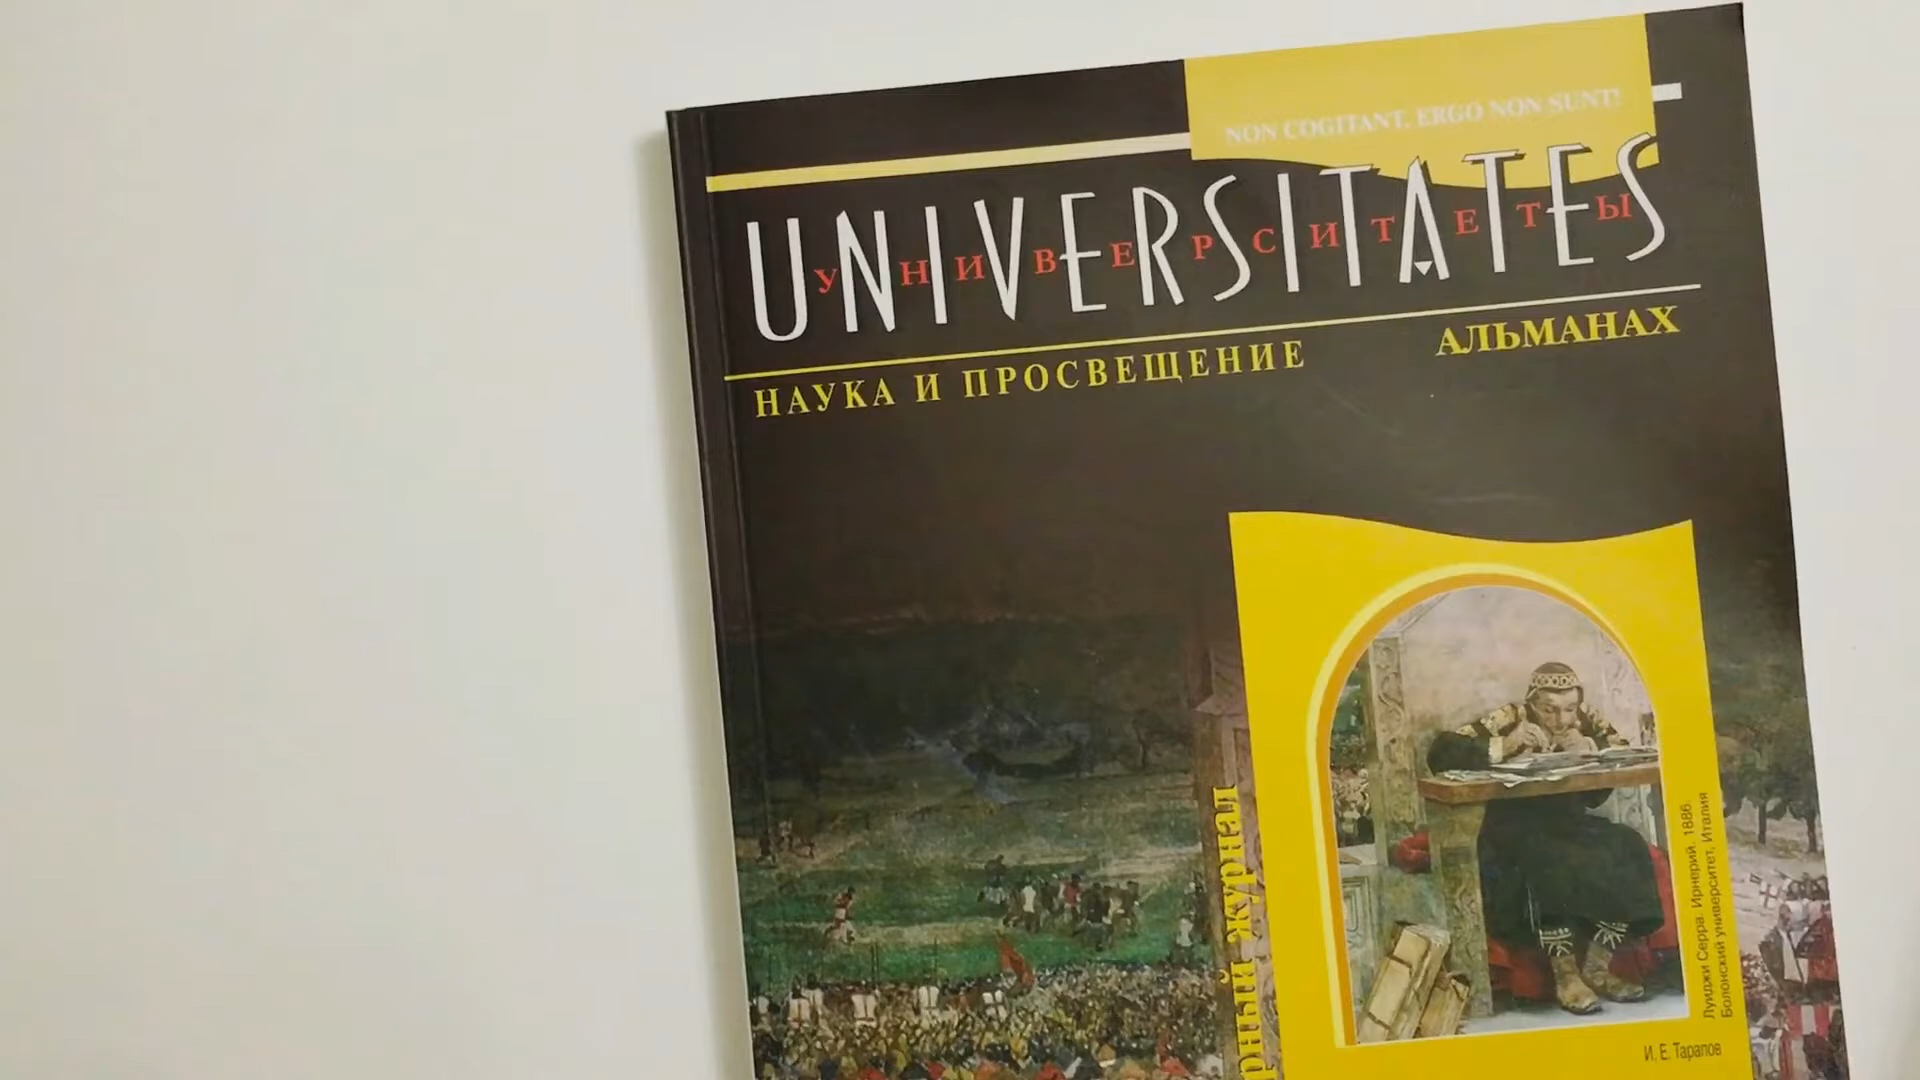 NON COGITANT, ERGO NON SUNT!
UNIVERSITATES
УНИВЕРСИТЕТЫ
НАУКА И ПРОСВЕЩЕНИЕ
АЛЬМАНАХ
журнал
Луиджи Серра. Ирнерий. 1886.
Болонский университет, Италия
И. Е. Тарапов